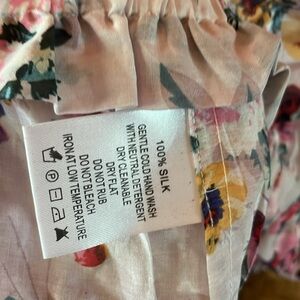 100% SILK
GENTLE COLD HAND WASH
WITH NEUTRAL DETERGENT
DRY CLEANABLE
DRY FLAT
DO NOT RUB
DO NOT BLEACH
IRON AT LOW TEMPERATURE